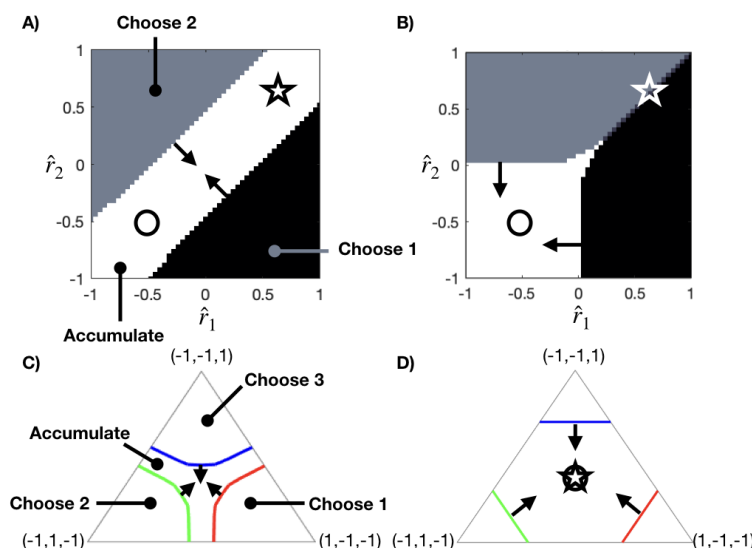 A)
Choose 2
B)
1
0.5
r̂₂
0
-0.5
-1
-1
-0.5
0
0.5
1
r̂₁
Choose 1
Accumulate
1
0.5
r̂₂
0
-0.5
-1
-1
-0.5
0
0.5
1
r̂₁
C)
(-1,-1,1)
Choose 3
Accumulate
Choose 2
Choose 1
(-1,1,-1)
(1,-1,-1)
D)
(-1,-1,1)
(-1,1,-1)
(1,-1,-1)